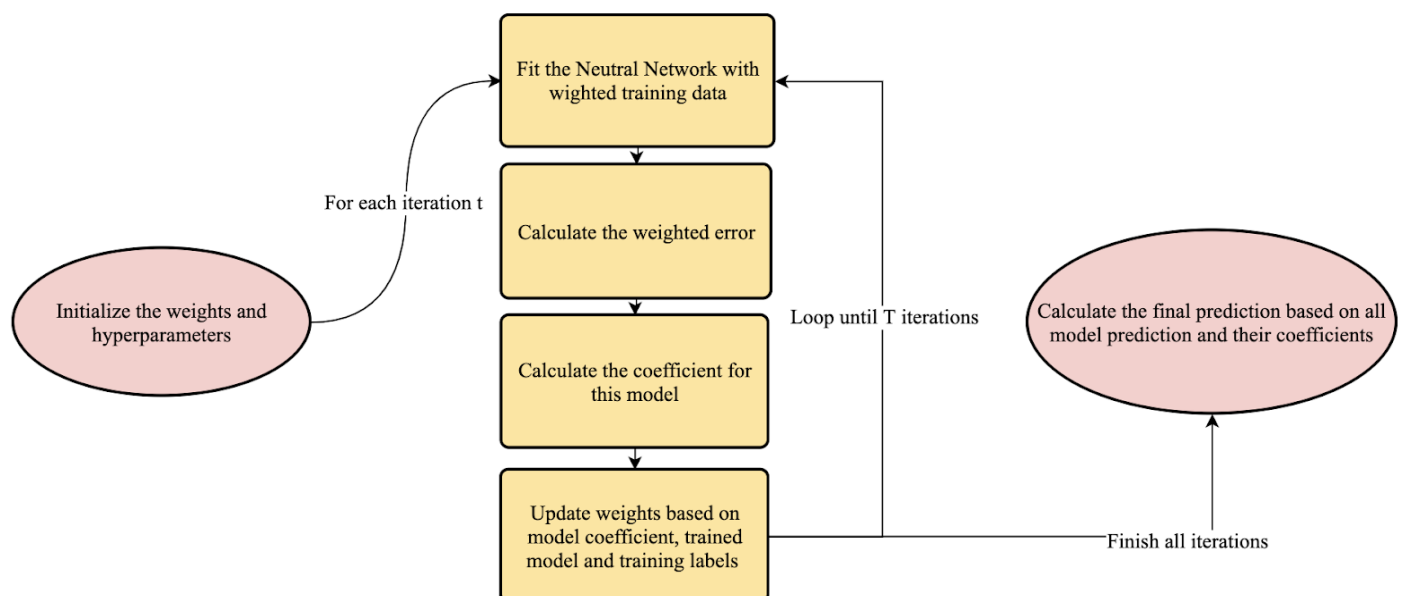 Fit the Neutral Network with
wighted training data
For each iteration t
Calculate the weighted error
Initialize the weights and
hyperparameters
Loop until T iterations
Calculate the final prediction based on all
model prediction and their coefficients
Calculate the coefficient for
this model
Update weights based on
model coefficient, trained
model and training labels
Finish all iterations